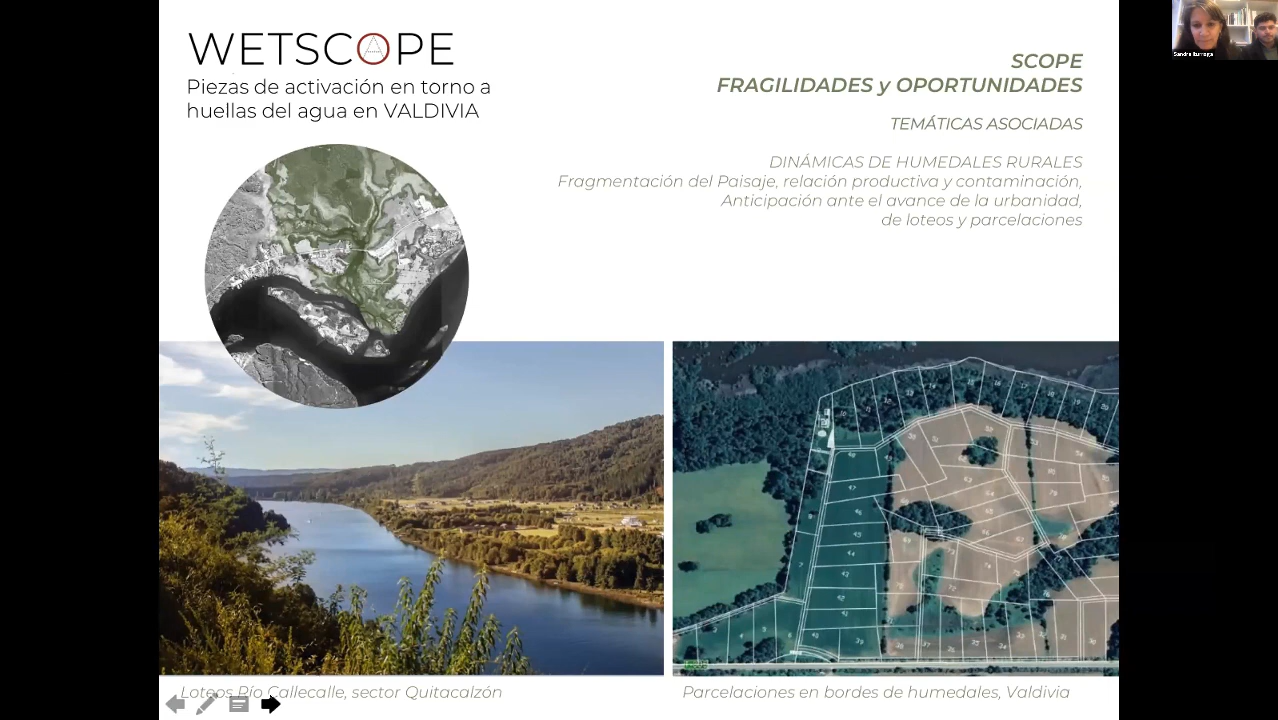 WETSCOPE
Piezas de activación en torno a
huellas del agua en VALDIVIA
SCOPE
FRAGILIDADES y OPORTUNIDADES
TEMÁTICAS ASOCIADAS
DINÁMICAS DE HUMEDALES RURALES
Fragmentación del Paisaje, relación productiva y contaminación,
Anticipación ante el avance de la urbanidad,
de loteos y parcelaciones
Loteos Río Callecalle, sector Quitacalzón
Parcelaciones en bordes de humedales, Valdivia